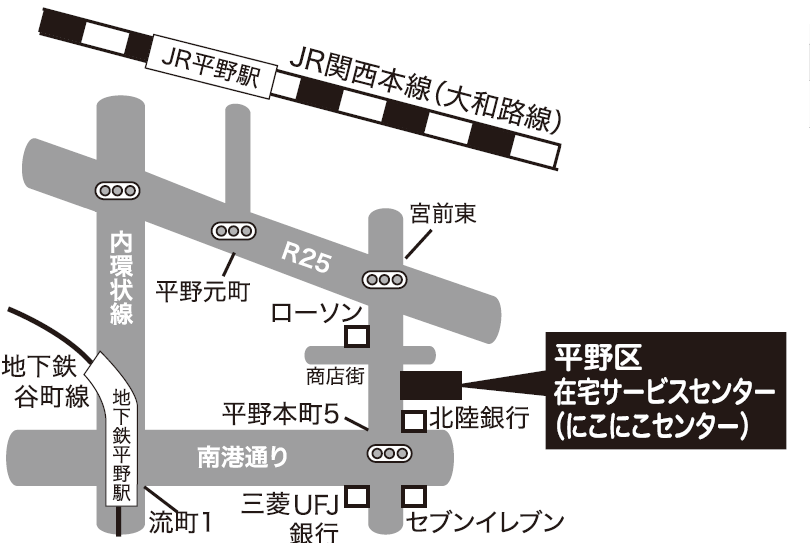 JR平野駅
JR関西本線(大和路線)
宮前東
内環状線
R25
平野元町
ローソン
商店街
平野区
在宅サービスセンター
(にこにこセンター)
地下鉄
谷町線
地下鉄平野駅
平野本町5
北陸銀行
南港通り
流町1
三菱UFJ
銀行
セブンイレブン